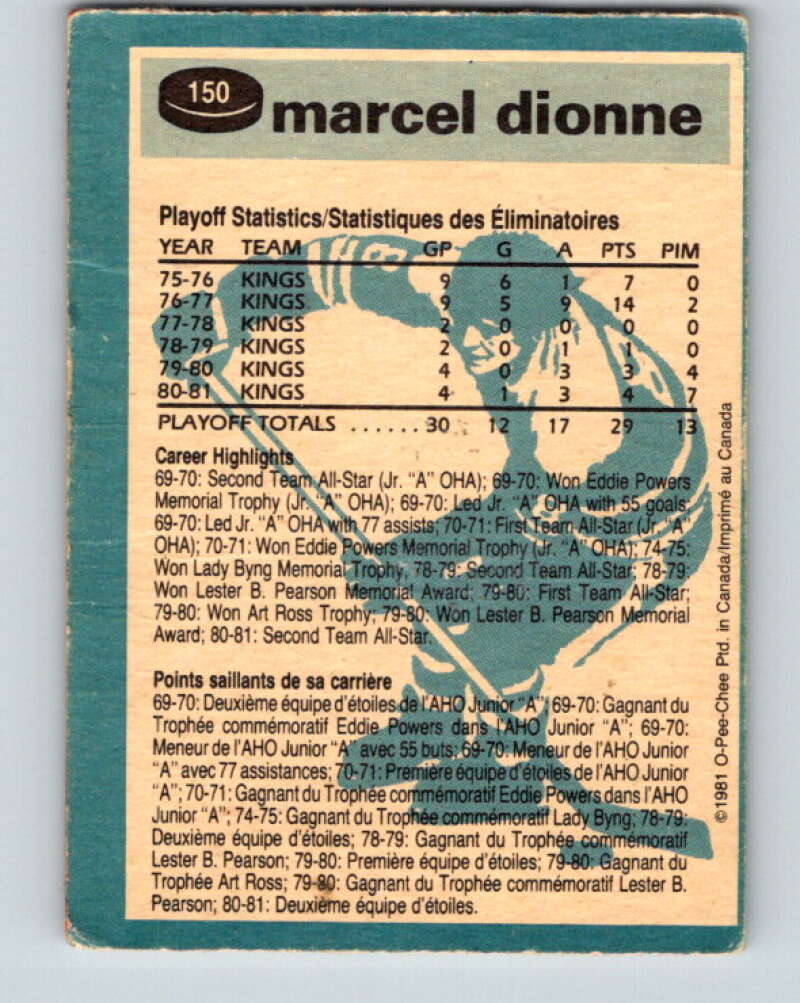 150
marcel dionne
Playoff Statistics/Statistiques des Éliminatoires
YEAR TEAM GP G A PTS PIM
75-76 KINGS 9 6 1 7 0
76-77 KINGS 9 5 9 14 2
77-78 KINGS 2 0 0 0 0
78-79 KINGS 2 0 1 1 0
79-80 KINGS 4 0 3 3 4
80-81 KINGS 4 1 3 4 7
PLAYOFF TOTALS ...... 30 12 17 29 13
Career Highlights
69-70: Second Team All-Star (Jr. "A" OHA); 69-70: Won Eddie Powers
Memorial Trophy (Jr. "A" OHA); 69-70: Led Jr. "A" OHA with 55 goals;
69-70: Led Jr. "A" OHA with 77 assists; 70-71: First Team All-Star (Jr. "A"
OHA); 70-71: Won Eddie Powers Memorial Trophy (Jr. "A" OHA); 74-75:
Won Lady Byng Memorial Trophy, 78-79: Second Team All-Star; 78-79:
Won Lester B. Pearson Memorial Award; 79-80: First Team All-Star;
79-80: Won Art Ross Trophy; 79-80: Won Lester B. Pearson Memorial
Award; 80-81: Second Team All-Star.
Points saillants de sa carrière
69-70: Deuxième équipe d'étoiles de l'AHO Junior "A"; 69-70: Gagnant du
Trophée commémoratif Eddie Powers dans l'AHO Junior "A"; 69-70:
Meneur de l'AHO Junior "A" avec 55 buts; 69-70: Meneur de l'AHO Junior
"A" avec 77 assistances; 70-71: Première équipe d'étoiles de l'AHO Junior
"A"; 70-71: Gagnant du Trophée commémoratif Eddie Powers dans l'AHO
Junior "A"; 74-75: Gagnant du Trophée commémoratif Lady Byng; 78-79:
Deuxième équipe d'étoiles; 78-79: Gagnant du Trophée commémoratif
Lester B. Pearson; 79-80: Première équipe d'étoiles; 79-80: Gagnant du
Trophée Art Ross; 79-80: Gagnant du Trophée commémoratif Lester B.
Pearson; 80-81: Deuxième équipe d'étoiles.
©1981 O-Pee-Chee Ptd. in Canada/Imprimé au Canada